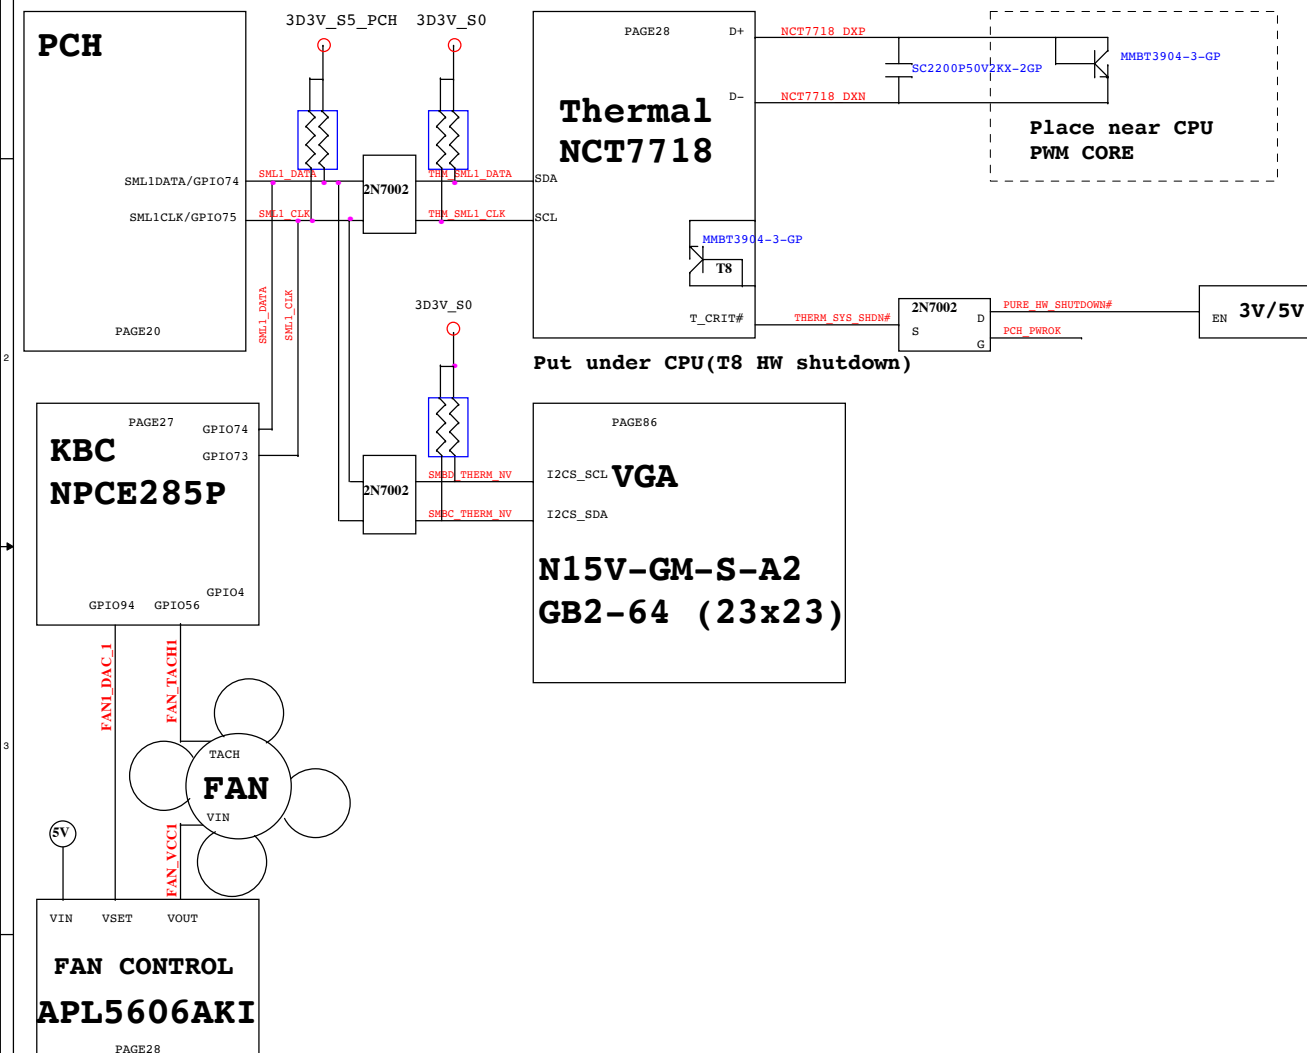 3D3V_S5_PCH
3D3V_S0
PCH
SML1DATA/GPIO74
SML1CLK/GPIO75
PAGE20
SML1_DATA
SML1_CLK
SML1_DATA
SML1_CLK
2N7002
THM_SML1_DATA
THM_SML1_CLK
PAGE28
D+
D-
Thermal
NCT7718
SDA
SCL
MMBT3904-3-GP
T8
T_CRIT#
NCT7718_DXP
NCT7718_DXN
SC2200P50V2KX-2GP
MMBT3904-3-GP
Place near CPU
PWM CORE
THERM_SYS_SHDN#
2N7002
S
D
G
PURE_HW_SHUTDOWN#
PCH_PWROK
EN
3V/5V
Put under CPU(T8 HW shutdown)
3D3V_S0
2
PAGE27
KBC
NPCE285P
GPIO74
GPIO73
GPIO4
GPIO94
GPIO56
2N7002
SMBD_THERM_NV
SMBC_THERM_NV
PAGE86
I2CS_SCL
VGA
I2CS_SDA
N15V-GM-S-A2
GB2-64 (23x23)
FAN1_DAC_1
FAN_TACH1
3
TACH
FAN
VIN
FAN_VCC1
5V
VIN
VSET
VOUT
FAN CONTROL
APL5606AKI
PAGE28